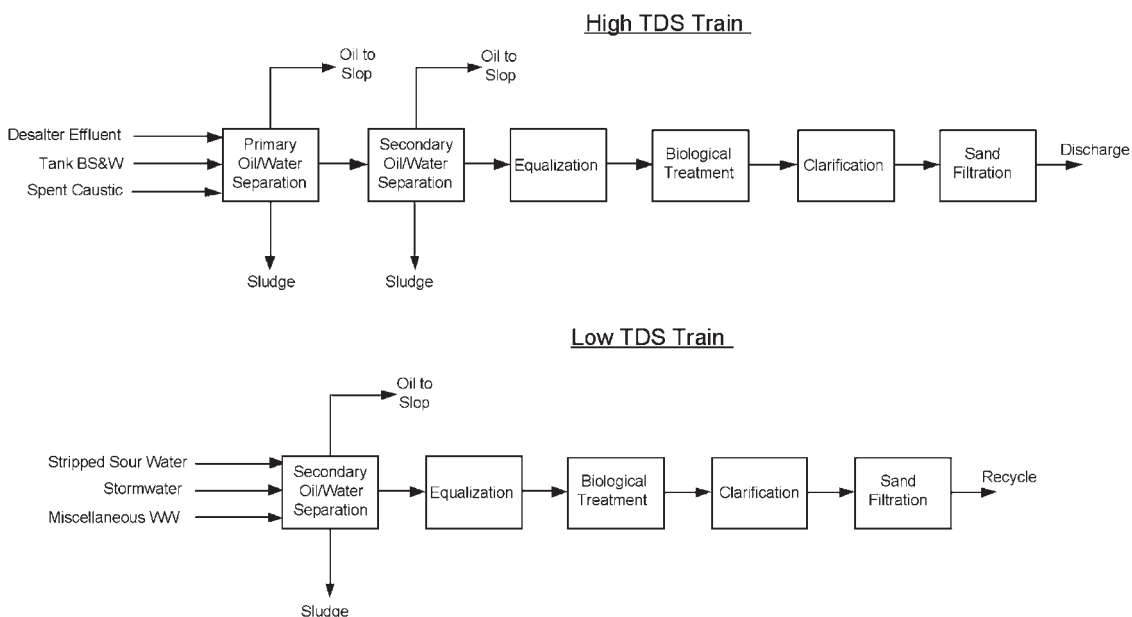 High TDS Train
Oil to
Slop
Oil to
Slop
Desalter Effluent
Tank BS&W
Spent Caustic
Primary
Oil/Water
Separation
Secondary
Oil/Water
Separation
Equalization
Biological
Treatment
Clarification
Sand
Filtration
Discharge
Sludge
Sludge
Low TDS Train
Oil to
Slop
Stripped Sour Water
Stormwater
Miscellaneous WW
Secondary
Oil/Water
Separation
Equalization
Biological
Treatment
Clarification
Sand
Filtration
Recycle
Sludge